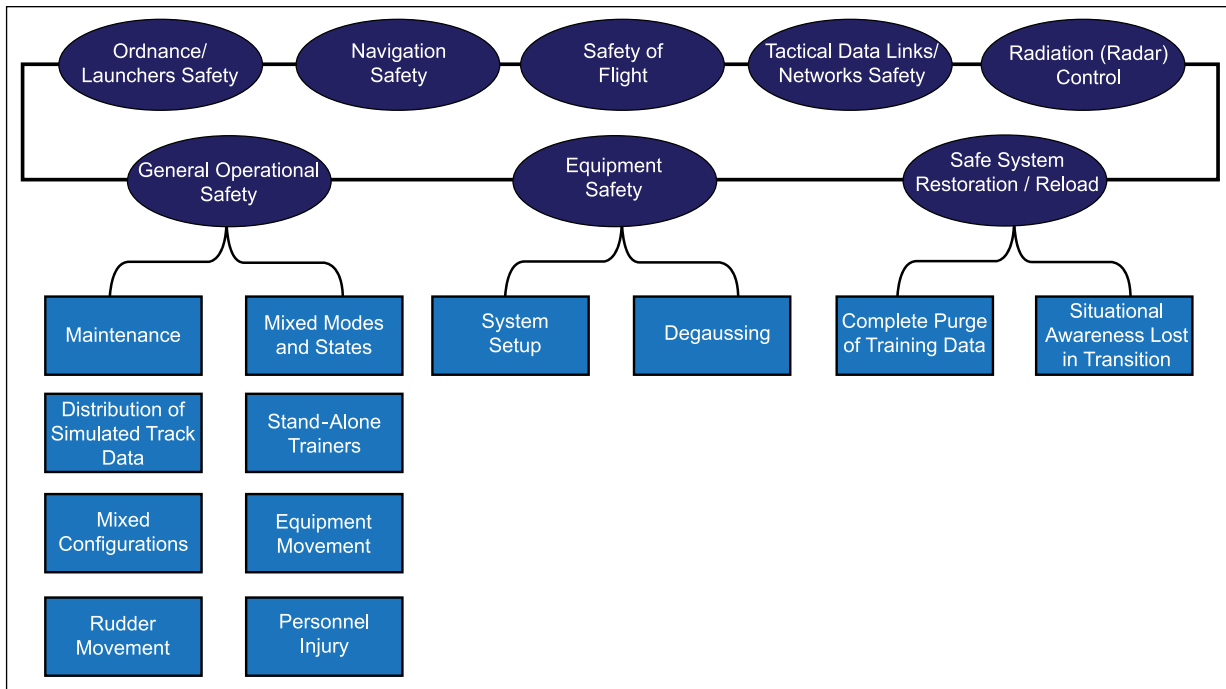 Ordnance/
Launchers Safety
Navigation
Safety
Safety of
Flight
Tactical Data Links/
Networks Safety
Radiation (Radar)
Control
General Operational
Safety
Equipment
Safety
Safe System
Restoration / Reload
Maintenance
Mixed Modes
and States
System
Setup
Degaussing
Complete Purge
of Training Data
Situational
Awareness Lost
in Transition
Distribution of
Simulated Track
Data
Stand-Alone
Trainers
Mixed
Configurations
Equipment
Movement
Rudder
Movement
Personnel
Injury